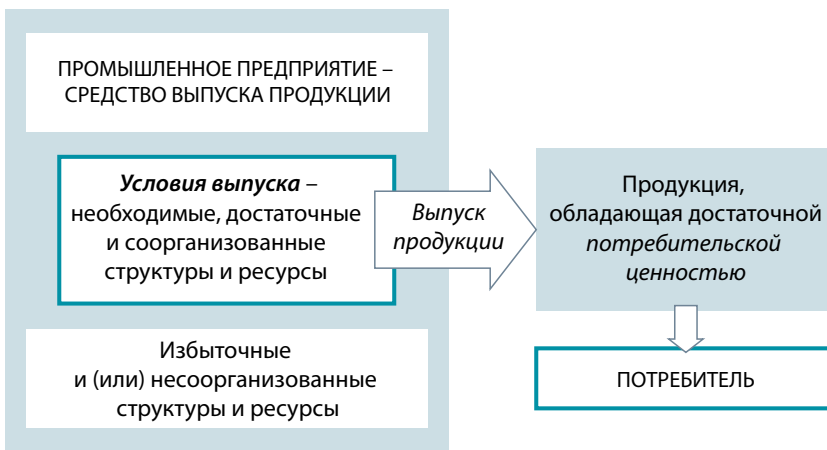 ПРОМЫШЛЕННОЕ ПРЕДПРИЯТИЕ –
СРЕДСТВО ВЫПУСКА ПРОДУКЦИИ
Условия выпуска –
необходимые, достаточные
и соорганизованные
структуры и ресурсы
Выпуск
продукции
Продукция,
обладающая достаточной
потребительской
ценностью
Избыточные
и (или) несоорганизованные
структуры и ресурсы
ПОТРЕБИТЕЛЬ